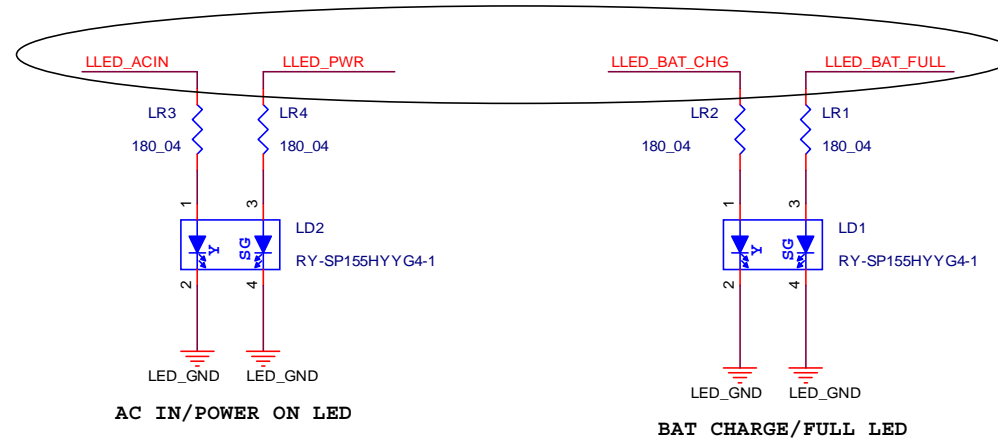 LLED_ACIN
LLED_PWR
LLED_BAT_CHG
LLED_BAT_FULL
LR3
LR4
LR2
LR1
180_04
180_04
180_04
180_04
1
3
1
3
Y
SG
LD2
Y
SG
LD1
RY-SP155HYYG4-1
RY-SP155HYYG4-1
2
4
2
4
LED_GND
LED_GND
LED_GND
LED_GND
AC IN/POWER ON LED
BAT CHARGE/FULL LED